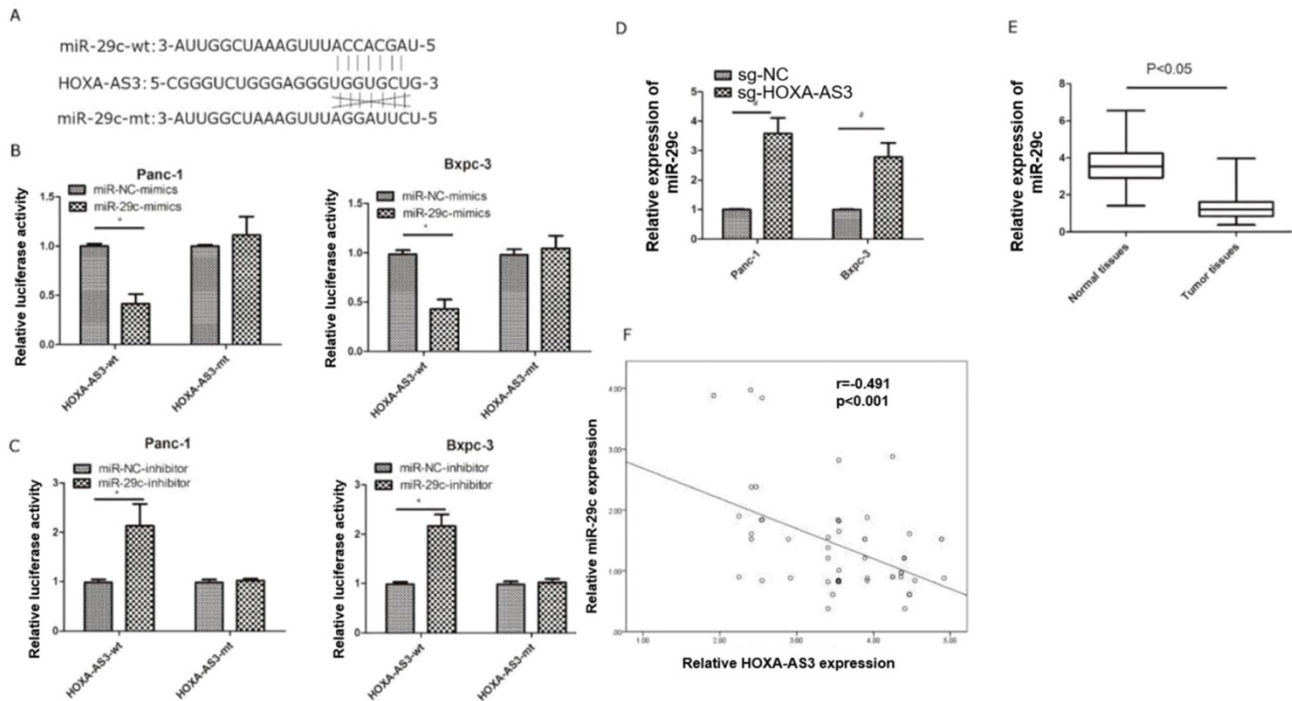 A
miR-29c-wt: 3-AUUGGCUAAAGUUUACCACGAU-5
HOXA-AS3: 5-CGGGUCUGGGAGGGUGGUGCUG-3
miR-29c-mt: 3-AUUGGCUAAAGUUUAGGAUUCU-5
B
Panc-1
miR-NC-mimics
miR-29c-mimics
*
Relative luciferase activity
1.5
1.0
0.5
0.0
HOXA-AS3-wt
HOXA-AS3-mt
Bxpc-3
miR-NC-mimics
miR-29c-mimics
*
Relative luciferase activity
1.5
1.0
0.5
0.0
HOXA-AS3-wt
HOXA-AS3-mt
C
Panc-1
miR-NC-inhibitor
miR-29c-inhibitor
*
Relative luciferase activity
3
2
1
0
HOXA-AS3-wt
HOXA-AS3-mt
Bxpc-3
miR-NC-inhibitor
miR-29c-inhibitor
*
Relative luciferase activity
3
2
1
0
HOXA-AS3-wt
HOXA-AS3-mt
D
sg-NC
sg-HOXA-AS3
#
#
Relative expression of
miR-29c
5
4
3
2
1
0
Panc-1
Bxpc-3
E
P<0.05
Relative expression of
miR-29c
8
6
4
2
0
Normal tissues
Tumor tissues
F
r=-0.491
p<0.001
Relative miR-29c expression
4.00
3.00
2.00
1.00
.00
1.00
2.00
3.00
4.00
5.00
Relative HOXA-AS3 expression